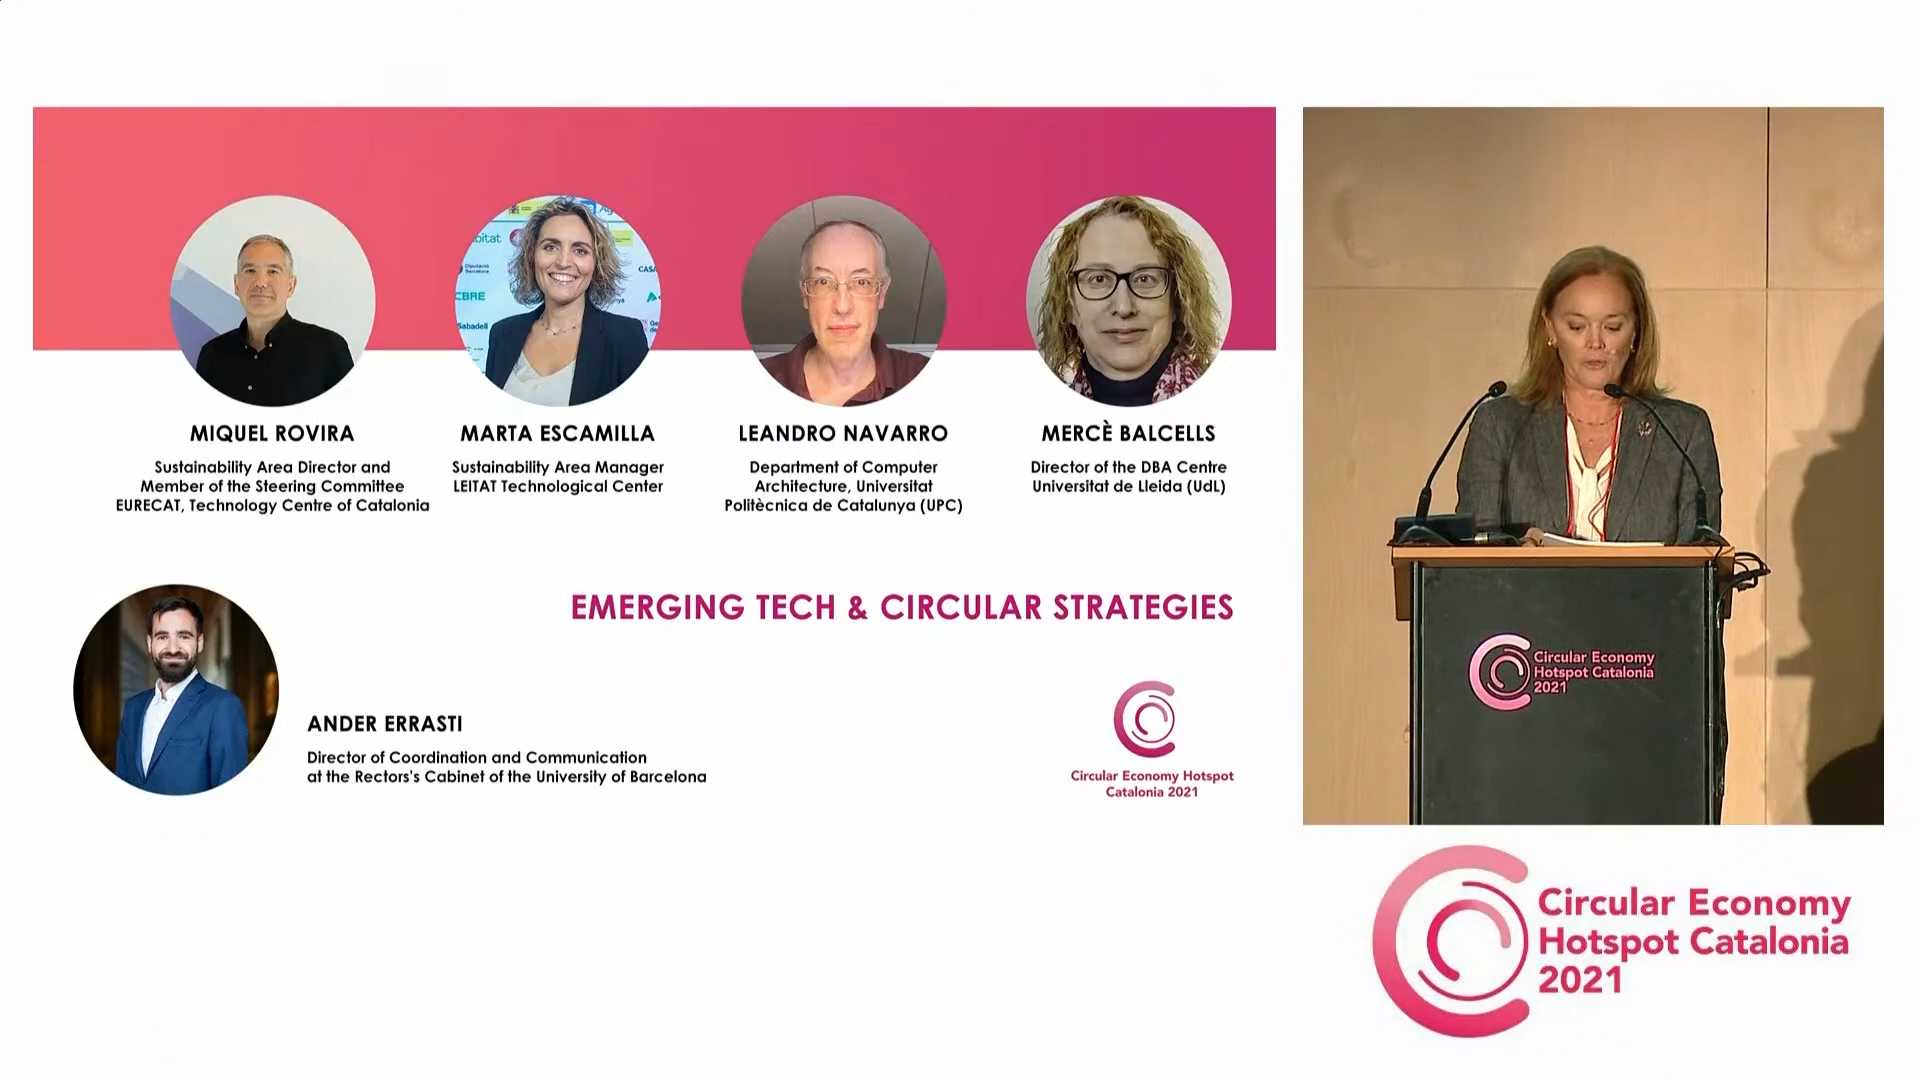 MIQUEL ROVIRA
Sustainability Area Director and
Member of the Steering Committee
EURECAT, Technology Centre of Catalonia
MARTA ESCAMILLA
Sustainability Area Manager
LEITAT Technological Center
LEANDRO NAVARRO
Department of Computer
Architecture, Universitat
Politècnica de Catalunya (UPC)
MERCÈ BALCELLS
Director of the DBA Centre
Universitat de Lleida (UdL)
EMERGING TECH & CIRCULAR STRATEGIES
ANDER ERRASTI
Director of Coordination and Communication
at the Rectors's Cabinet of the University of Barcelona
Circular Economy Hotspot
Catalonia 2021
Circular Economy
Hotspot Catalonia
2021
Circular Economy
Hotspot Catalonia
2021
CBRE
Sabadell